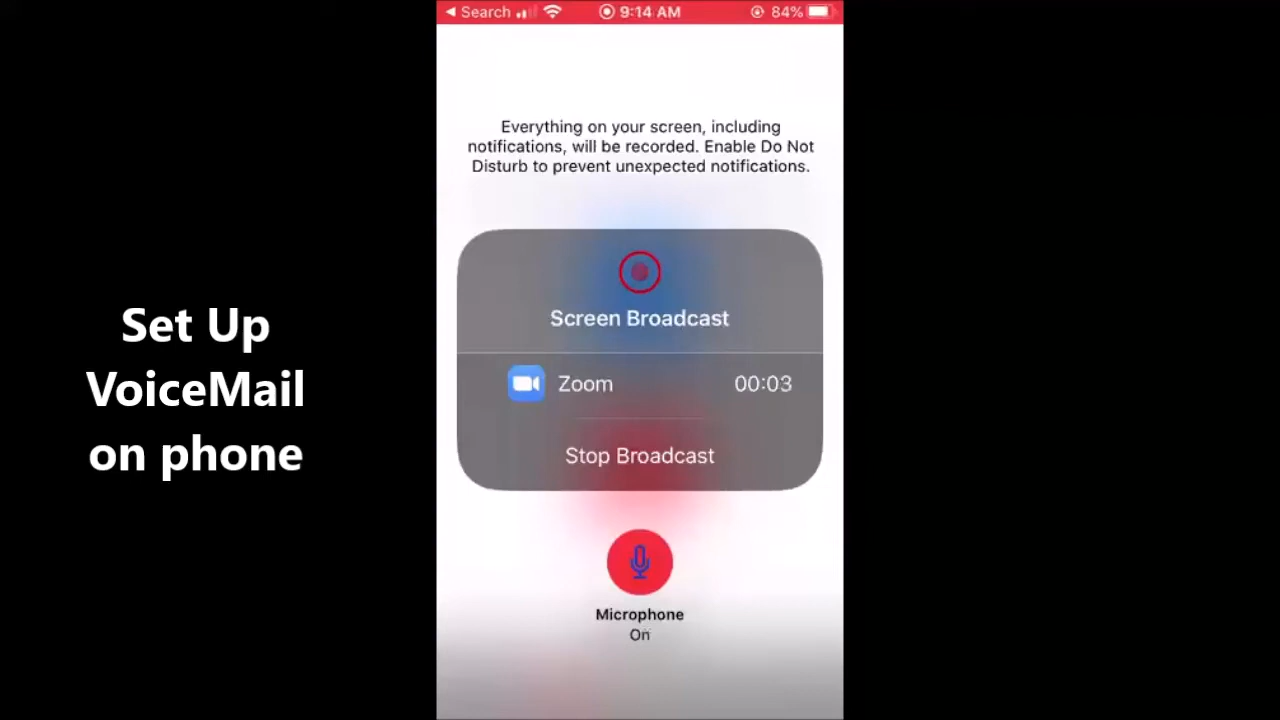 Search 9:14 AM 84%
Everything on your screen, including
notifications, will be recorded. Enable Do Not
Disturb to prevent unexpected notifications.
Screen Broadcast
Zoom 00:03
Stop Broadcast
Microphone
On
Set Up
VoiceMail
on phone